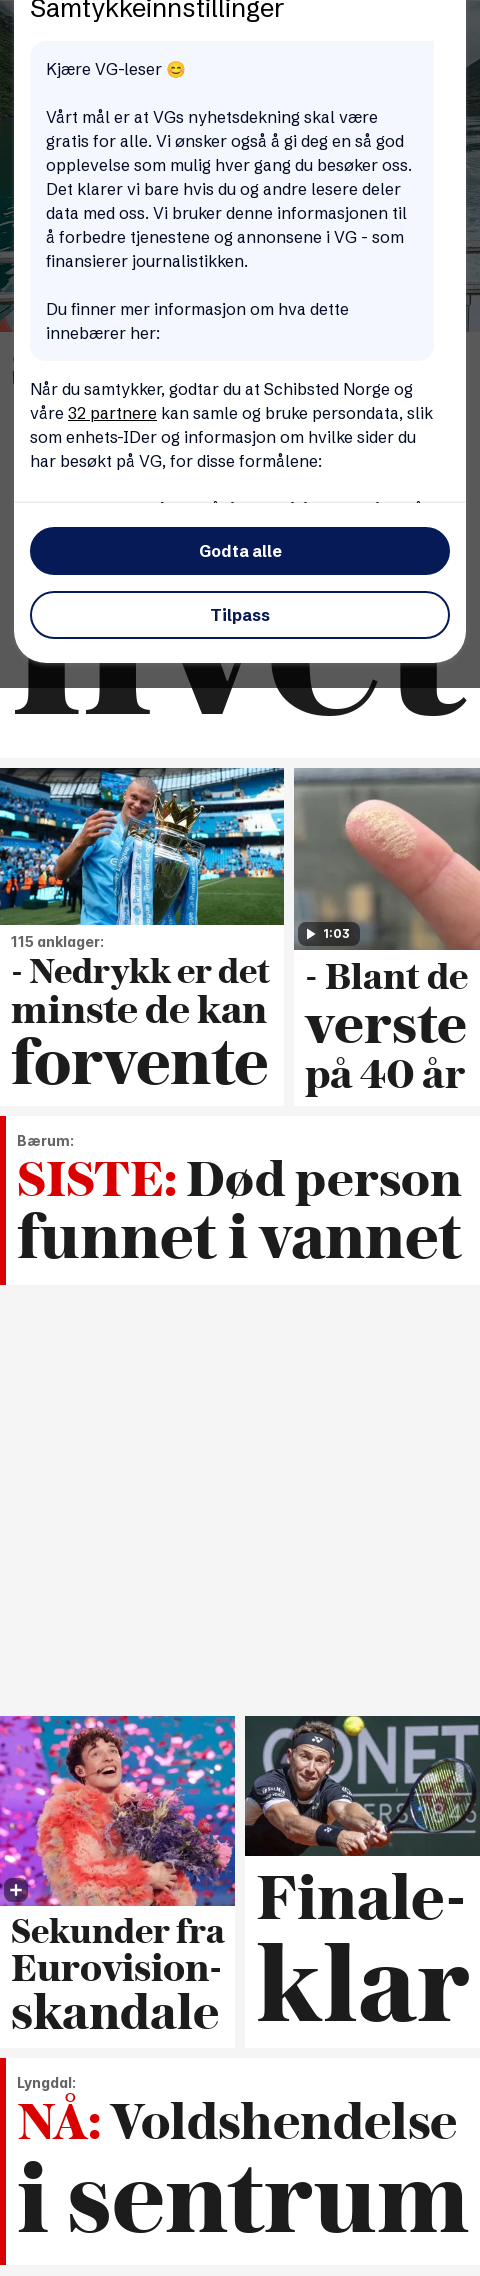 Samtykkeinnstillinger
Kjære VG-leser 😊
Vårt mål er at VGs nyhetsdekning skal være
gratis for alle. Vi ønsker også å gi deg en så god
opplevelse som mulig hver gang du besøker oss.
Det klarer vi bare hvis du og andre lesere deler
data med oss. Vi bruker denne informasjonen til
å forbedre tjenestene og annonsene i VG - som
finansierer journalistikken.
Du finner mer informasjon om hva dette
innebærer her:
Når du samtykker, godtar du at Schibsted Norge og
våre 32 partnere kan samle og bruke persondata, slik
som enhets-IDer og informasjon om hvilke sider du
har besøkt på VG, for disse formålene:
Godta alle
Tilpass
livet
1:03
115 anklager:
- Nedrykk er det
minste de kan
forvente
- Blant de
verste
på 40 år
Bærum:
SISTE: Død person
funnet i vannet
Sekunder fra
Eurovision-
skandale
Finale-
klar
Lyngdal:
NÅ: Voldshendelse
i sentrum